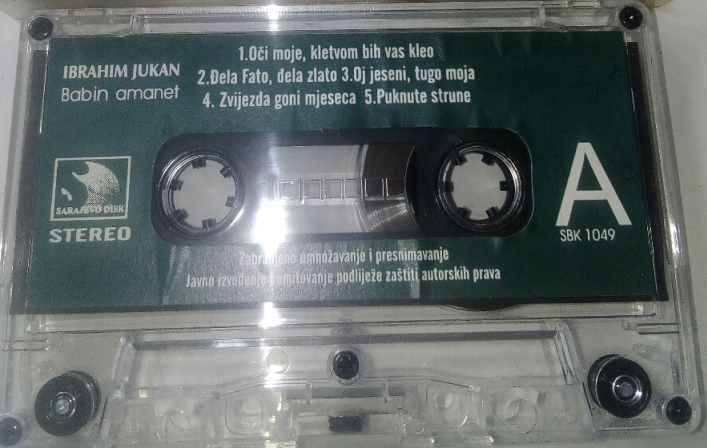 IBRAHIM JUKAN
Babin amanet
1.Oči moje, kletvom bih vas kleo
2.Đela Fato, dela zlato 3.Oj jeseni, tugo moja
4. Zvijezda goni mjeseca 5.Puknute strune
SARAJEVO DISK
STEREO
A
SBK 1049
Zabranjeno umnožavanje i presnimavanje
Javno izvođenje i emitovanje podliježe zaštiti autorskih prava